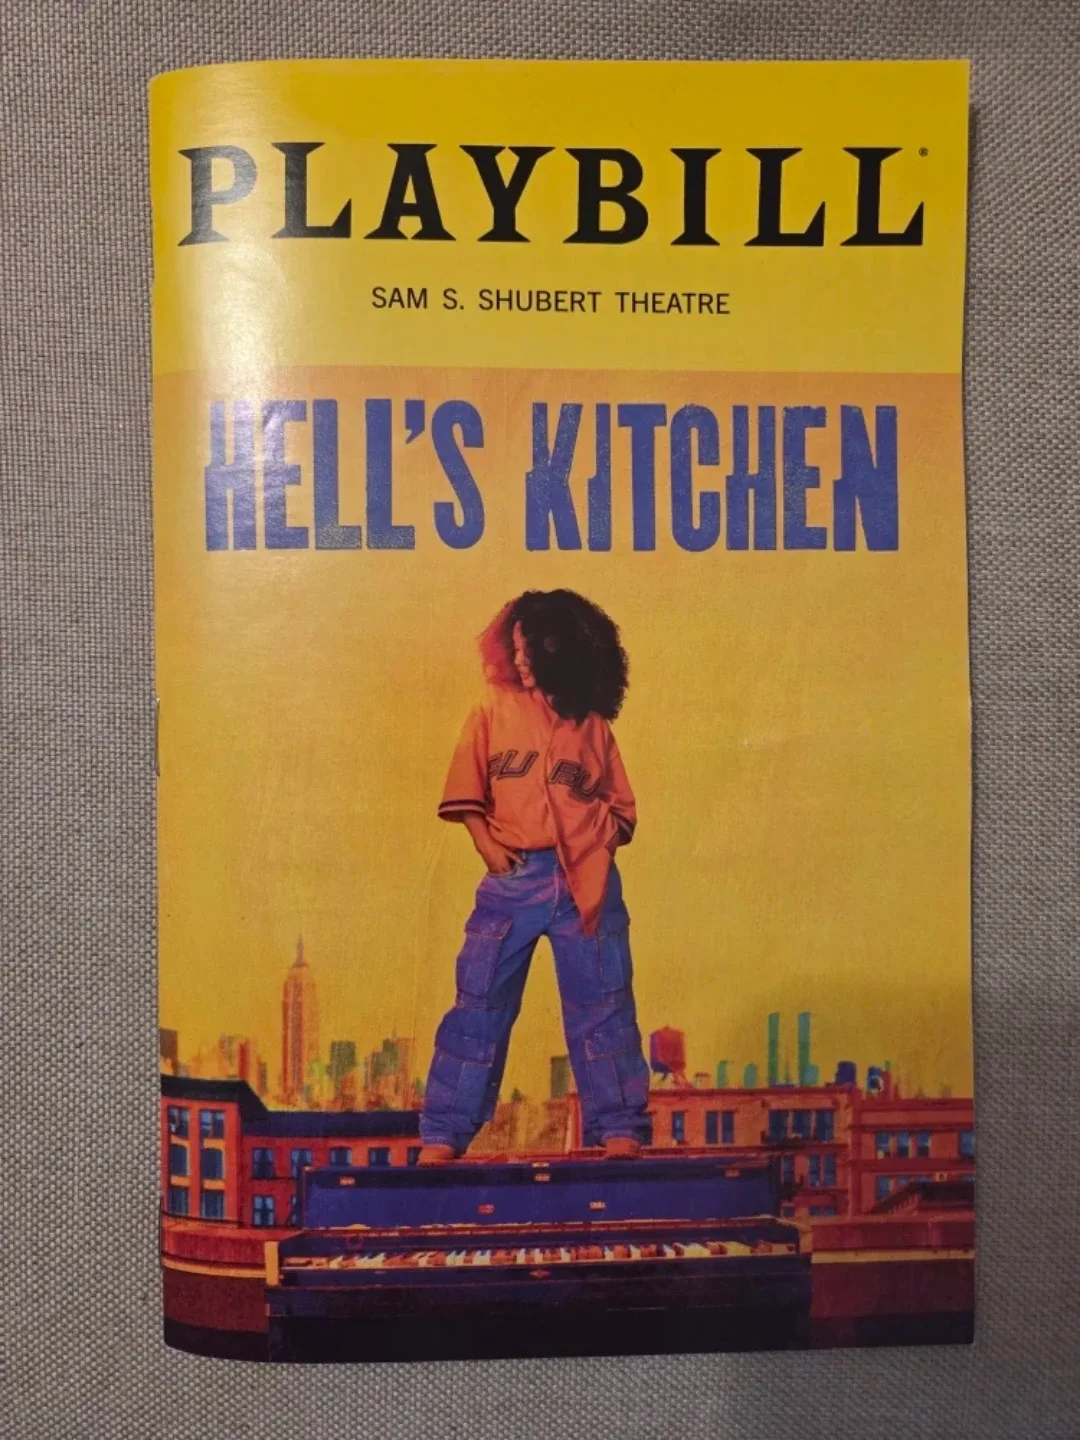 PLAYBILL®
SAM S. SHUBERT THEATRE
HELL'S KITCHEN